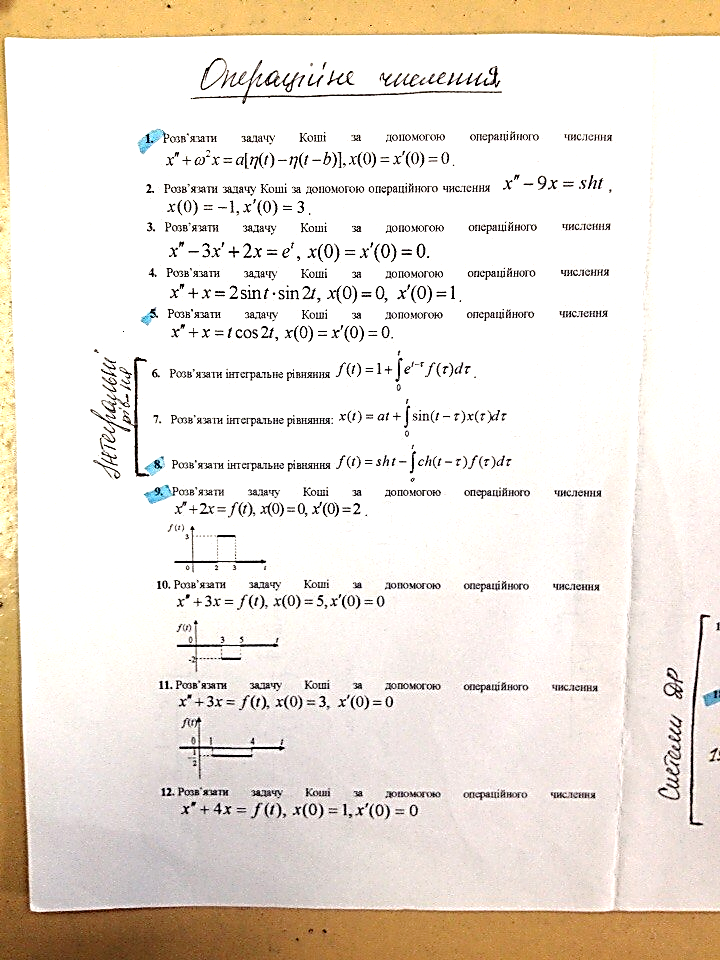 Операційне числення
1. Розв'язати задачу Коші за допомогою операційного числення
x″ + ω²x = a[η(t) − η(t − b)], x(0) = x′(0) = 0.
2. Розв'язати задачу Коші за допомогою операційного числення x″ − 9x = sht ,
x(0) = −1, x′(0) = 3.
3. Розв'язати задачу Коші за допомогою операційного числення
x″ − 3x′ + 2x = eᵗ, x(0) = x′(0) = 0.
4. Розв'язати задачу Коші за допомогою операційного числення
x″ + x = 2sin t · sin 2t, x(0) = 0, x′(0) = 1.
5. Розв'язати задачу Коші за допомогою операційного числення
x″ + x = t cos 2t, x(0) = x′(0) = 0.
Інтегральні рів-ня
6. Розв'язати інтегральне рівняння f(t) = 1 + ∫₀ᵗ e^(t−τ) f(τ)dτ .
7. Розв'язати інтегральне рівняння: x(t) = at + ∫₀ᵗ sin(t − τ)x(τ)dτ
8. Розв'язати інтегральне рівняння f(t) = sh t − ∫₀ᵗ ch(t − τ) f(τ)dτ
9. Розв'язати задачу Коші за допомогою операційного числення
x″ + 2x = f(t), x(0) = 0, x′(0) = 2 .
f(t)
3
0 2 3 t
10. Розв'язати задачу Коші за допомогою операційного числення
x″ + 3x = f(t), x(0) = 5, x′(0) = 0
f(t)
0 3 5 t
-2
11. Розв'язати задачу Коші за допомогою операційного числення
x″ + 3x = f(t), x(0) = 3, x′(0) = 0
f(t)
0 1 4 t
−1/2
12. Розв'язати задачу Коші за допомогою операційного числення
x″ + 4x = f(t), x(0) = 1, x′(0) = 0
Системи ДР